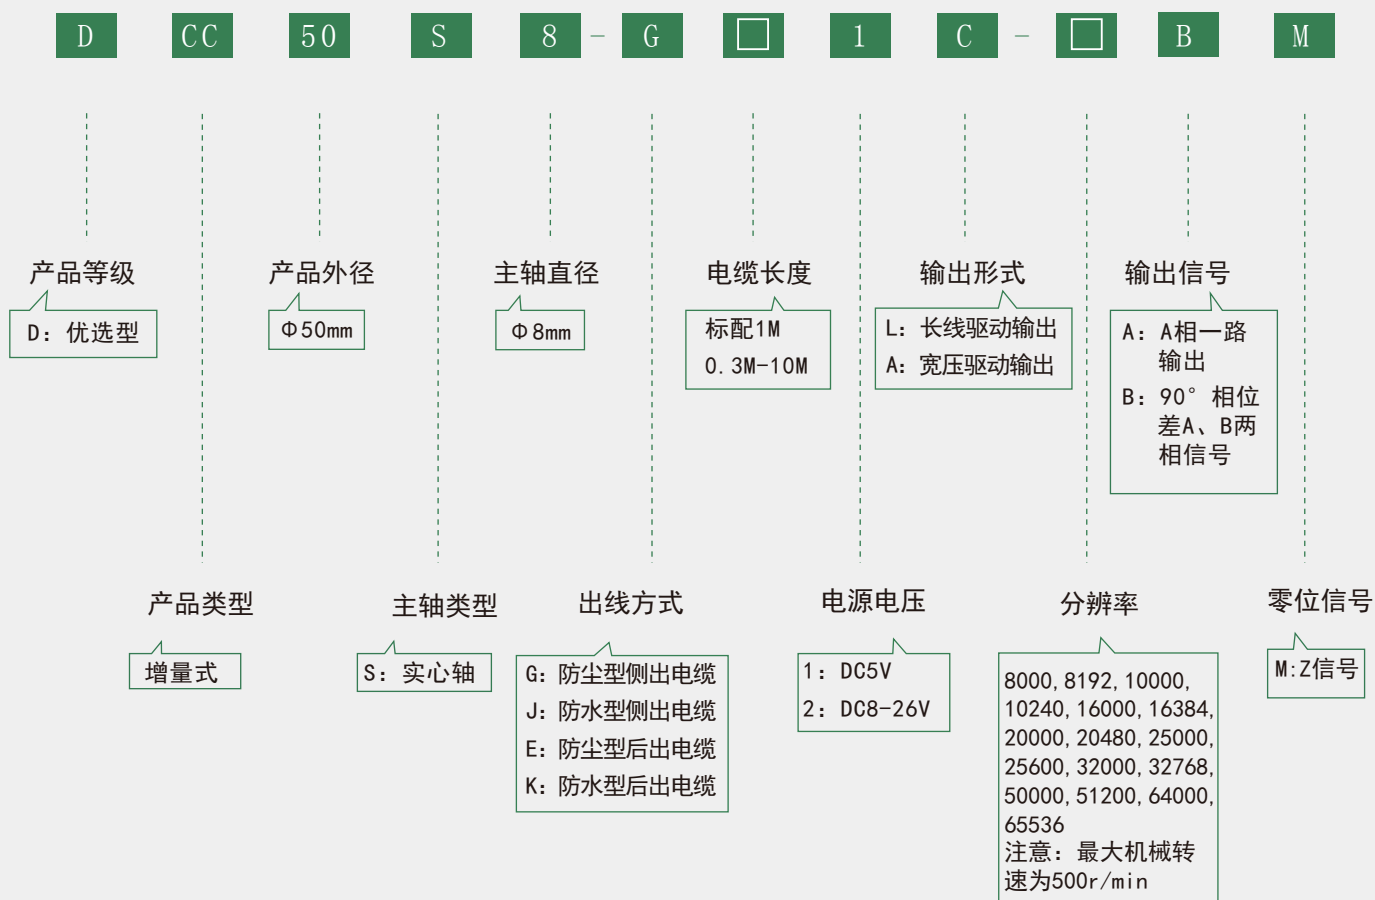 D CC 50 S 8 - G □ 1 C - □ B M
产品等级
D: 优选型
产品外径
Φ50mm
主轴直径
Φ8mm
电缆长度
标配1M
0.3M-10M
输出形式
L: 长线驱动输出
A: 宽压驱动输出
输出信号
A: A相一路
输出
B: 90° 相位
差A、B两
相信号
产品类型
增量式
主轴类型
S: 实心轴
出线方式
G: 防尘型侧出电缆
J: 防水型侧出电缆
E: 防尘型后出电缆
K: 防水型后出电缆
电源电压
1: DC5V
2: DC8-26V
分辨率
8000,8192,10000,
10240,16000,16384,
20000,20480,25000,
25600,32000,32768,
50000,51200,64000,
65536
注意: 最大机械转
速为500r/min
零位信号
M:Z信号